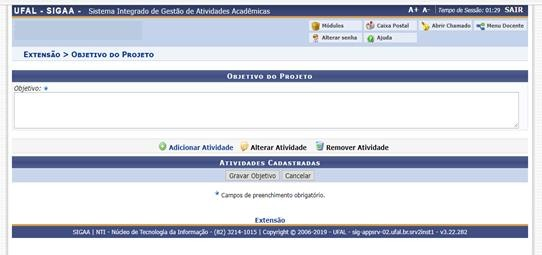 UFAL - SIGAA - Sistema Integrado de Gestão de Atividades Acadêmicas A+ A- | Tempo de Sessão: 01:29 SAIR
Módulos Caixa Postal Abrir Chamado Menu Docente
Alterar senha Ajuda
Extensão > Objetivo do Projeto
Objetivo do Projeto
Objetivo:
Adicionar Atividade Alterar Atividade Remover Atividade
Atividades Cadastradas
Gravar Objetivo Cancelar
Campos de preenchimento obrigatório.
Extensão
SIGAA | NTI - Núcleo de Tecnologia da Informação - (82) 3214-1015 | Copyright © 2006-2019 - UFAL - sig-appsrv-02.ufal.br.srv2inst1 - v3.22.282